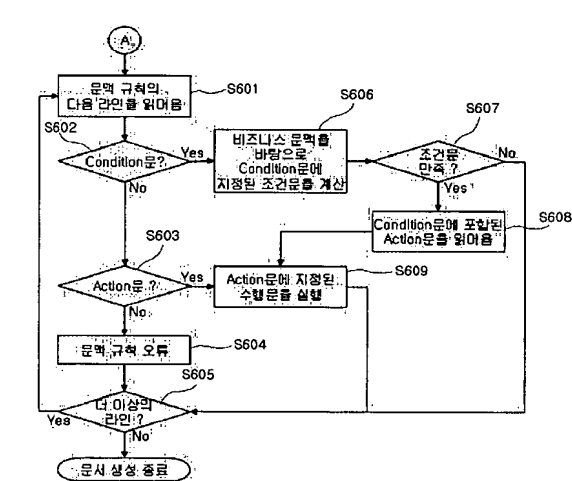 A
문맥 규칙의
다음 라인을 읽어옴
S601
S602
Condition문?
Yes
No
S606
비즈니스 문맥을
바탕으로
Condition문에
지정된 조건문을 계산
S607
조건문
만족 ?
No
Yes
Condition문에 포함된
Action문을 읽어옴
S608
S603
Action문 ?
Yes
No
S609
Action문에 지정된
수행문을 실행
문맥 규칙 오류
S604
S605
더 이상의
라인 ?
Yes
No
문서 생성 종료